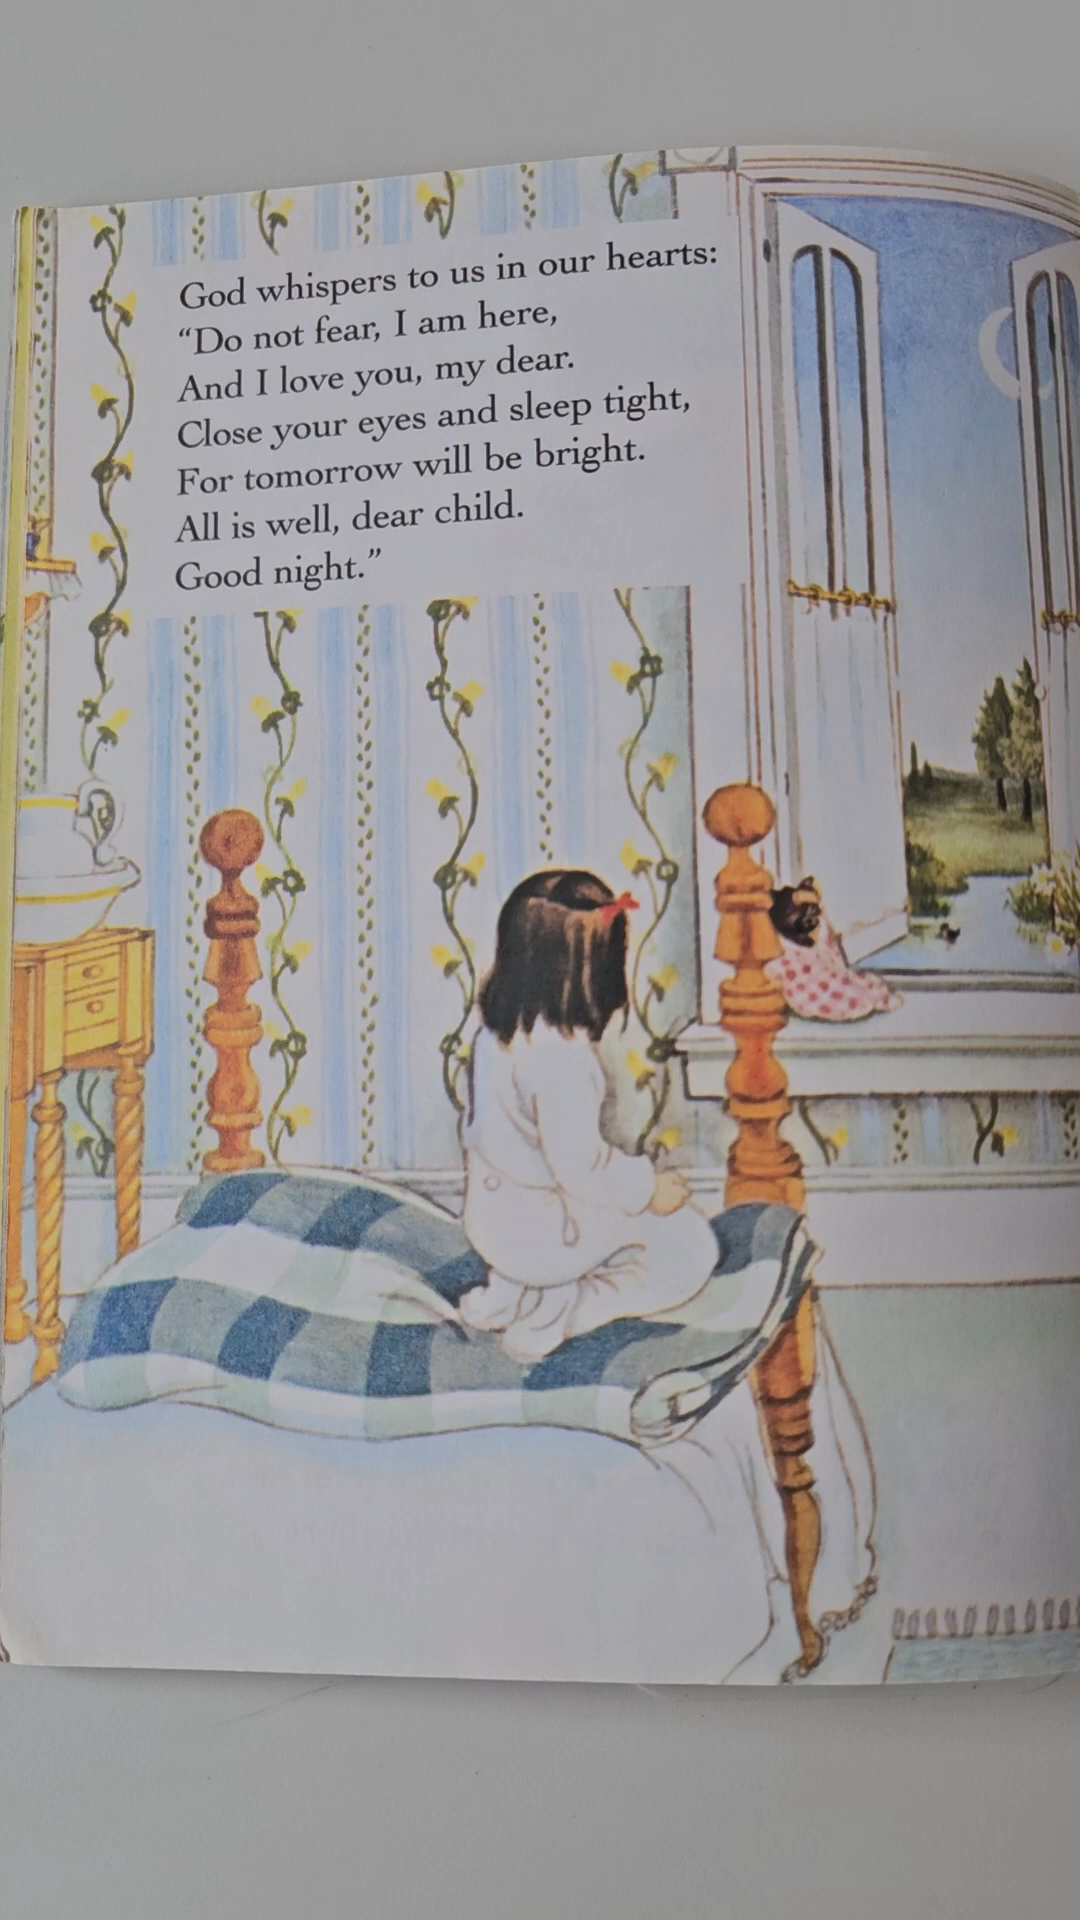 God whispers to us in our hearts:
“Do not fear, I am here,
And I love you, my dear.
Close your eyes and sleep tight,
For tomorrow will be bright.
All is well, dear child.
Good night.”